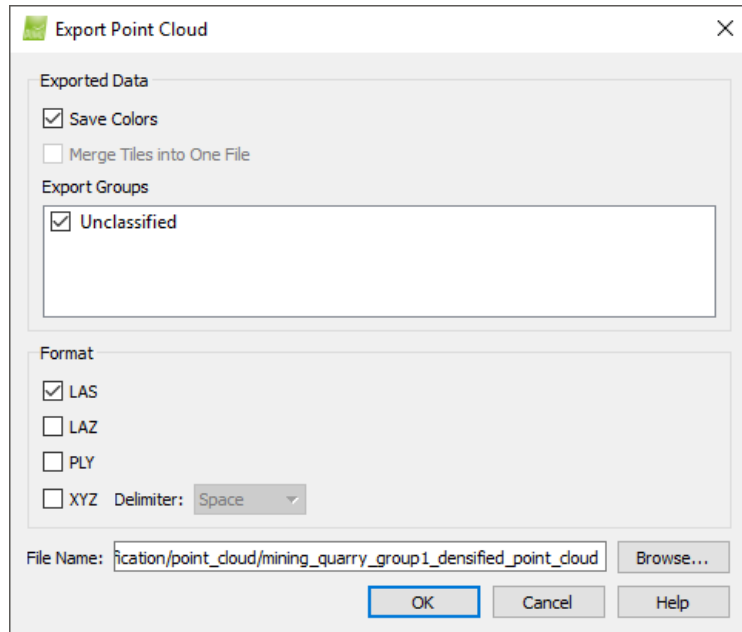 Export Point Cloud
Exported Data
Save Colors
Merge Tiles into One File
Export Groups
Unclassified
Format
LAS
LAZ
PLY
XYZ Delimiter: Space
File Name: fication/point_cloud/mining_quarry_group1_densified_point_cloud Browse...
OK Cancel Help